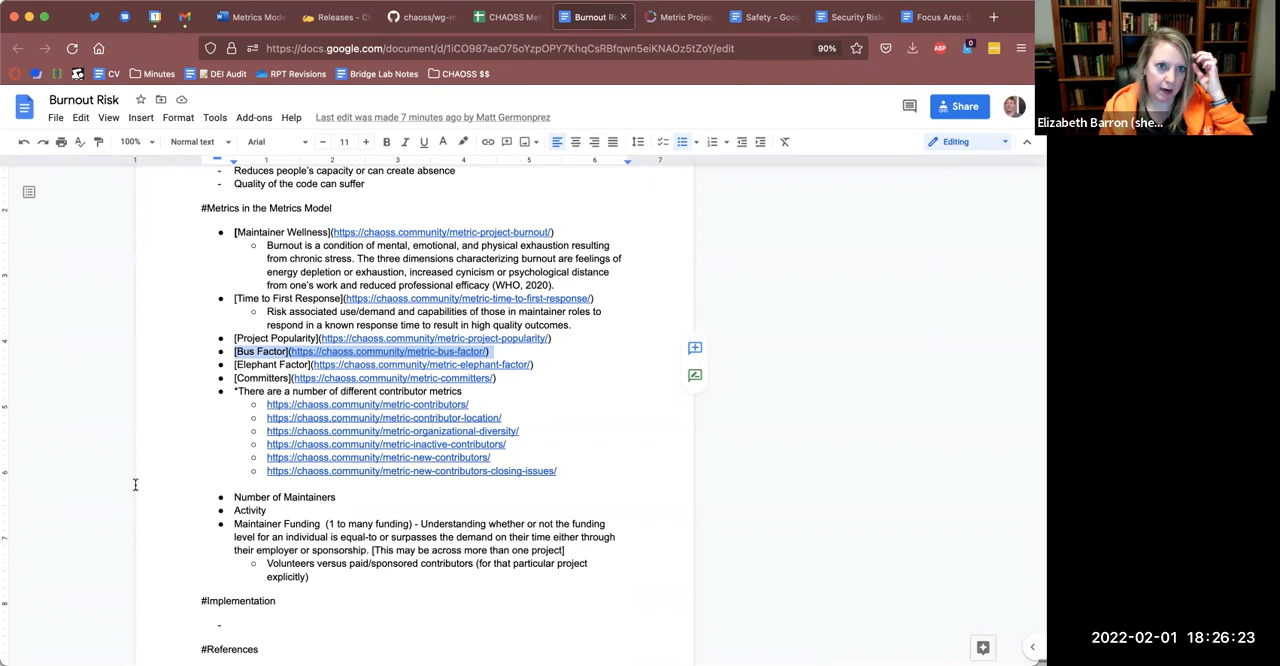 Metrics Mod
Releases - C
chaoss/wg-m
CHAOSS Met
Burnout R
Metric Proje
Safety - Goo
Security Risk
Focus Area: S
https://docs.google.com/document/d/1iCO987aeO75oYzpOPY7KhqCsRBfqwn5eiKNAOz5tZoY/edit
90%
ABP
0
CV
Minutes
DEI Audit
RPT Revisions
Bridge Lab Notes
CHAOSS $$
Burnout Risk
File Edit View Insert Format Tools Add-ons Help Last edit was made 7 minutes ago by Matt Germonprez
Share
100% Normal text Arial 11 Editing
1 1 2 3 4 5 6 7
- Reduces people's capacity or can create absence
- Quality of the code can suffer
#Metrics in the Metrics Model
● [Maintainer Wellness](https://chaoss.community/metric-project-burnout/)
○ Burnout is a condition of mental, emotional, and physical exhaustion resulting
from chronic stress. The three dimensions characterizing burnout are feelings of
energy depletion or exhaustion, increased cynicism or psychological distance
from one's work and reduced professional efficacy (WHO, 2020).
● [Time to First Response](https://chaoss.community/metric-time-to-first-response/)
○ Risk associated use/demand and capabilities of those in maintainer roles to
respond in a known response time to result in high quality outcomes.
● [Project Popularity](https://chaoss.community/metric-project-popularity/)
● [Bus Factor](https://chaoss.community/metric-bus-factor/)
● [Elephant Factor](https://chaoss.community/metric-elephant-factor/)
● [Committers](https://chaoss.community/metric-committers/)
● *There are a number of different contributor metrics
○ https://chaoss.community/metric-contributors/
○ https://chaoss.community/metric-contributor-location/
○ https://chaoss.community/metric-organizational-diversity/
○ https://chaoss.community/metric-inactive-contributors/
○ https://chaoss.community/metric-new-contributors/
○ https://chaoss.community/metric-new-contributors-closing-issues/
● Number of Maintainers
● Activity
● Maintainer Funding (1 to many funding) - Understanding whether or not the funding
level for an individual is equal-to or surpasses the demand on their time either through
their employer or sponsorship. [This may be across more than one project]
○ Volunteers versus paid/sponsored contributors (for that particular project
explicitly)
#Implementation
-
#References
Elizabeth Barron (she...
2022-02-01 18:26:23